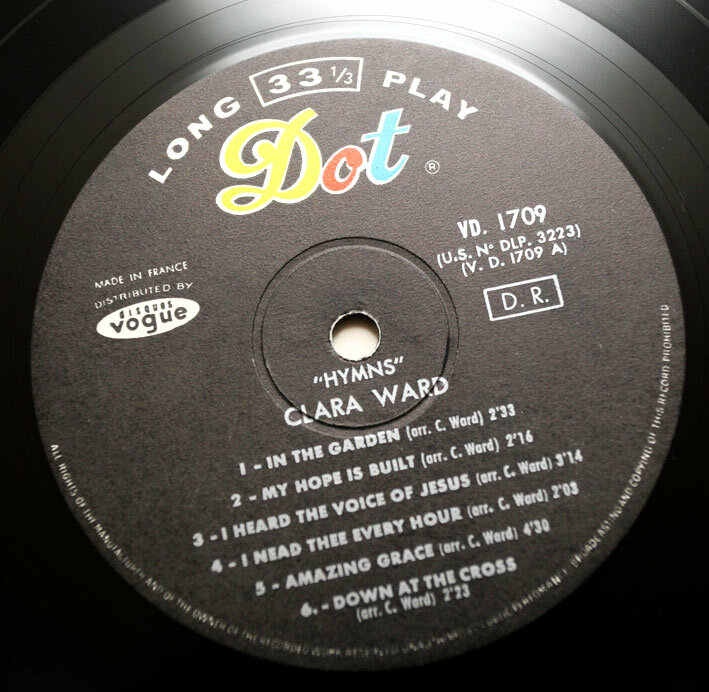 LONG 33 1/3 PLAY
Dot ®
VD. 1709
(U.S. Nº DLP. 3223)
(V. D. 1709 A)
D. R.
MADE IN FRANCE
DISTRIBUTED BY
disques
vogue
"HYMNS"
CLARA WARD
1 - IN THE GARDEN (arr. C. Ward) 2'33
2 - MY HOPE IS BUILT (arr. C. Ward) 2'16
3 - I HEARD THE VOICE OF JESUS (arr. C. Ward) 3'14
4 - I NEAD THEE EVERY HOUR (arr. C. Ward) 2'03
5 - AMAZING GRACE (arr. C. Ward) 4'30
6. - DOWN AT THE CROSS
(arr. C. Ward) 2'23
ALL RIGHTS OF THE MANUFACTURER AND OF THE OWNER OF THE RECORDED WORK RESERVED BROADCASTING AND COPYING OF THIS RECORD PROHIBITED